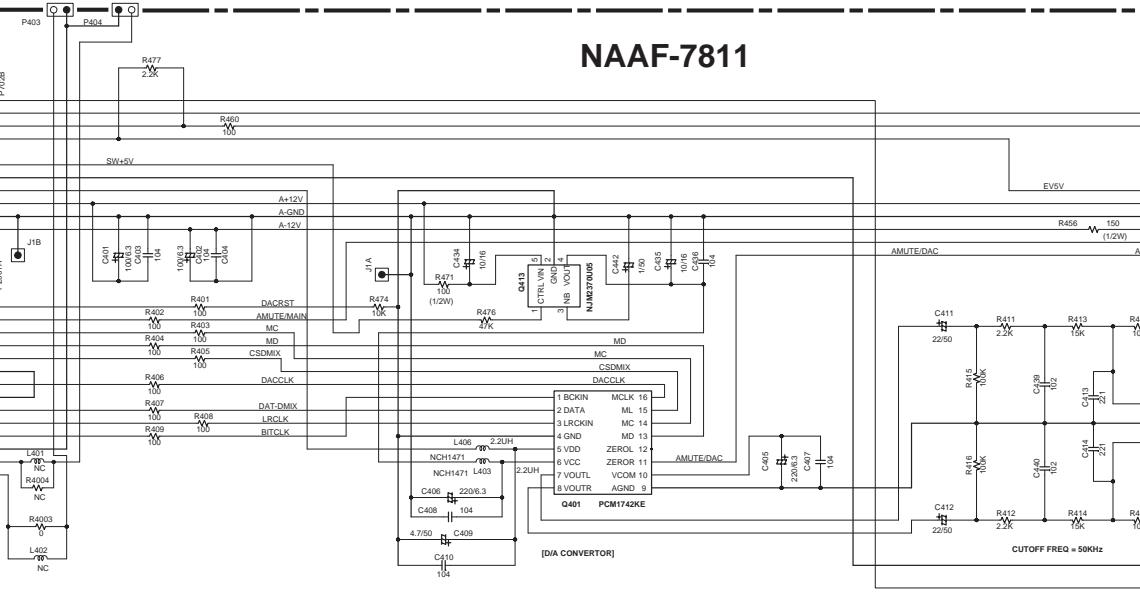 P403
P404
NAAF-7811
P702B
R477
2.2K
R460
100
SW+5V
A+12V
EV5V
A-GND
A-12V
R456
150
(1/2W)
J1B
C401
100/6.3
C403
104
100/6.3
C402
104
C404
J1A
C434
10/16
R471
100
(1/2W)
Q413
5
2
4
CTRL VIN
GND
NB
VOUT
1
3
NJM2370U05
C442
1/50
C435
10/16
C436
104
AMUTE/DAC
R401
100
DACRST
R474
10K
R402
100
AMUTE/MAIN
R476
47K
R403
100
MC
R404
100
MD
R405
100
CSDMIX
R406
100
DACCLK
R407
100
DAT-DMIX
R408
100
LRCLK
R409
100
BITCLK
MD
MC
CSDMIX
DACCLK
1 BCKIN
MCLK 16
2 DATA
ML 15
3 LRCKIN
MC 14
4 GND
MD 13
5 VDD
ZEROL 12
6 VCC
ZEROR 11
7 VOUTL
VCOM 10
8 VOUTR
AGND 9
Q401
PCM1742KE
L406
2.2UH
NCH1471
NCH1471
L403
2.2UH
C406
220/6.3
C408
104
4.7/50
C409
C410
104
[D/A CONVERTOR]
AMUTE/DAC
C405
220/6.3
C407
104
L401
NC
R4004
NC
R4003
0
L402
NC
C411
22/50
R411
2.2K
R413
15K
R415
100K
C439
102
C413
221
R416
100K
C440
102
C414
221
C412
22/50
R412
2.2K
R414
15K
CUTOFF FREQ = 50KHz